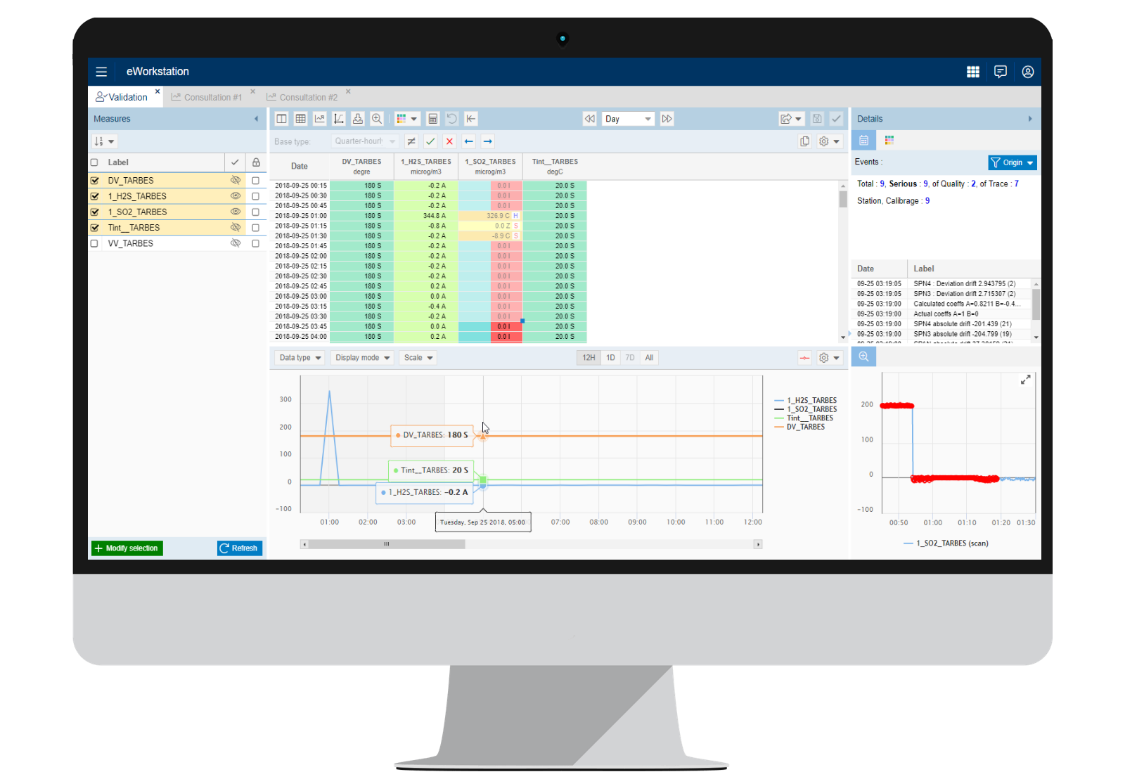 eWorkstation
Validation × Consultation #1 × Consultation #2 ×
Measures
Label
DV_TARBES
1_H2S_TARBES
1_SO2_TARBES
Tint__TARBES
VV_TARBES
Modify selection Refresh
Day
Base type Quarter-hourly
Date DV_TARBES 1_H2S_TARBES 1_SO2_TARBES Tint__TARBES
degre microg/m3 microg/m3 degC
2018-09-25 00:15 180 S -0.2 A 0.0 I 20.0 S
2018-09-25 00:30 180 S -0.2 A 0.0 I 20.0 S
2018-09-25 00:45 180 S -0.2 A 0.0 I 20.0 S
2018-09-25 01:00 180 S 344.8 A 326.9 C H 20.0 S
2018-09-25 01:15 180 S -0.8 A 0.0 Z S 20.0 S
2018-09-25 01:30 180 S -0.2 A -8.9 C S 20.0 S
2018-09-25 01:45 180 S -0.2 A 0.0 I 20.0 S
2018-09-25 02:00 180 S -0.2 A 0.0 I 20.0 S
2018-09-25 02:15 180 S -0.2 A 0.0 I 20.0 S
2018-09-25 02:30 180 S -0.2 A 0.0 I 20.0 S
2018-09-25 02:45 180 S 0.2 A 0.0 I 20.0 S
2018-09-25 03:00 180 S 0.0 A 0.0 I 20.0 S
2018-09-25 03:15 180 S -0.4 A 0.0 I 20.0 S
2018-09-25 03:30 180 S -0.2 A 0.0 I 20.0 S
2018-09-25 03:45 180 S 0.0 A 0.0 I 20.0 S
2018-09-25 04:00 180 S 0.2 A 0.0 I 20.0 S
Data type Display mode Scale 12H 1D 7D All
300
200
100
0
-100
DV_TARBES: 180 S
Tint__TARBES: 20 S
1_H2S_TARBES: -0.2 A
01:00 02:00 03:00 Tuesday, Sep 25 2018, 05:00 07:00 08:00 09:00 10:00 11:00 12:00
1_H2S_TARBES
1_SO2_TARBES
Tint__TARBES
DV_TARBES
Details
Events : Origin
Total : 9, Serious : 9, of Quality : 2, of Trace : 7
Station, Calibrage : 9
Date Label
09-25 03:19:05 SPN4 : Deviation drift 2.943795 (2)
09-25 03:19:05 SPN3 : Deviation drift 2.715307 (2)
09-25 03:19:00 Calculated coeffs A=0.8211 B=-0.4...
09-25 03:19:00 Actual coeffs A=1 B=0
09-25 03:19:00 SPN4 absolute drift -201.439 (21)
09-25 03:19:00 SPN3 absolute drift -204.799 (19)
200
100
0
-100
00:50 01:00 01:10 01:20 01:30
1_SO2_TARBES (scan)